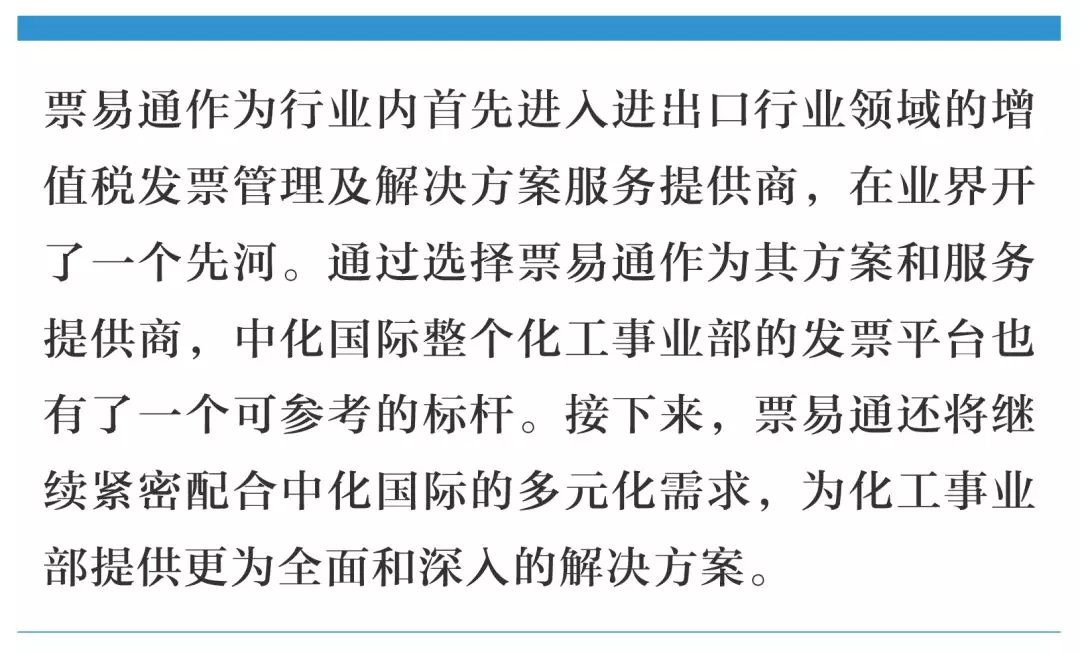 票易通作为行业内首先进入进出口行业领域的增
值税发票管理及解决方案服务提供商，在业界开
了一个先河。通过选择票易通作为其方案和服务
提供商，中化国际整个化工事业部的发票平台也
有了一个可参考的标杆。接下来，票易通还将继
续紧密配合中化国际的多元化需求，为化工事业
部提供更为全面和深入的解决方案。